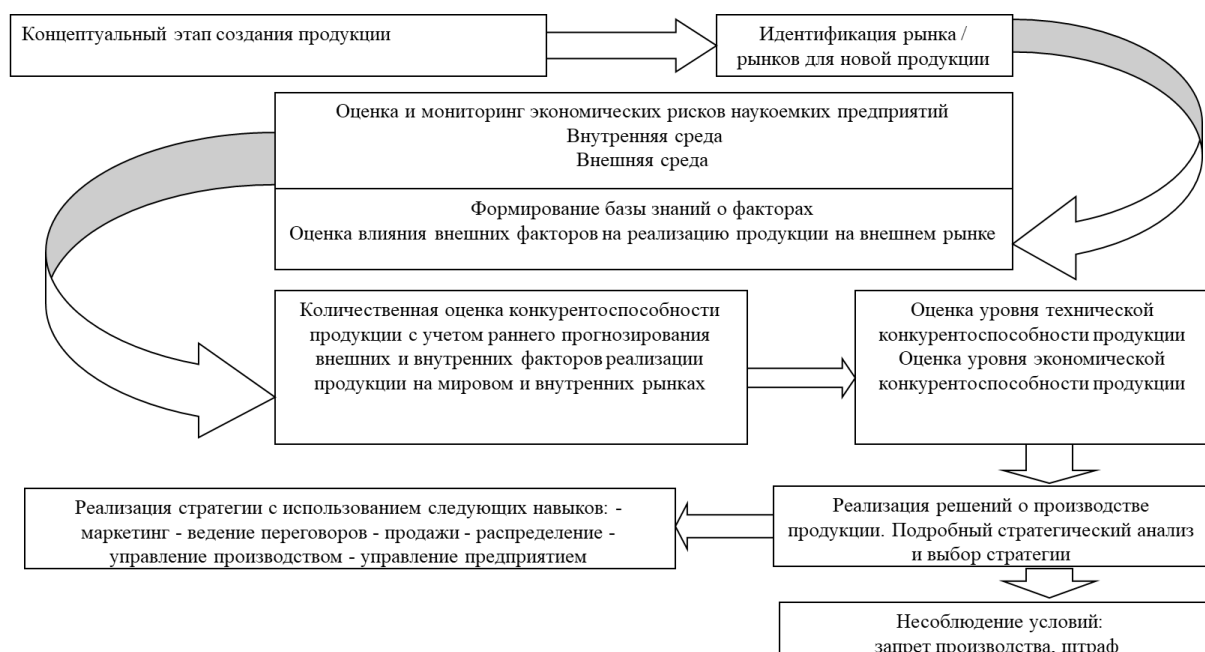 Концептуальный этап создания продукции
Идентификация рынка /
рынков для новой продукции
Оценка и мониторинг экономических рисков наукоемких предприятий
Внутренняя среда
Внешняя среда
Формирование базы знаний о факторах
Оценка влияния внешних факторов на реализацию продукции на внешнем рынке
Количественная оценка конкурентоспособности
продукции с учетом раннего прогнозирования
внешних и внутренних факторов реализации
продукции на мировом и внутренних рынках
Оценка уровня технической
конкурентоспособности продукции
Оценка уровня экономической
конкурентоспособности продукции
Реализация решений о производстве
продукции. Подробный стратегический анализ
и выбор стратегии
Реализация стратегии с использованием следующих навыков: -
маркетинг - ведение переговоров - продажи - распределение -
управление производством - управление предприятием
Несоблюдение условий:
запрет производства, штраф